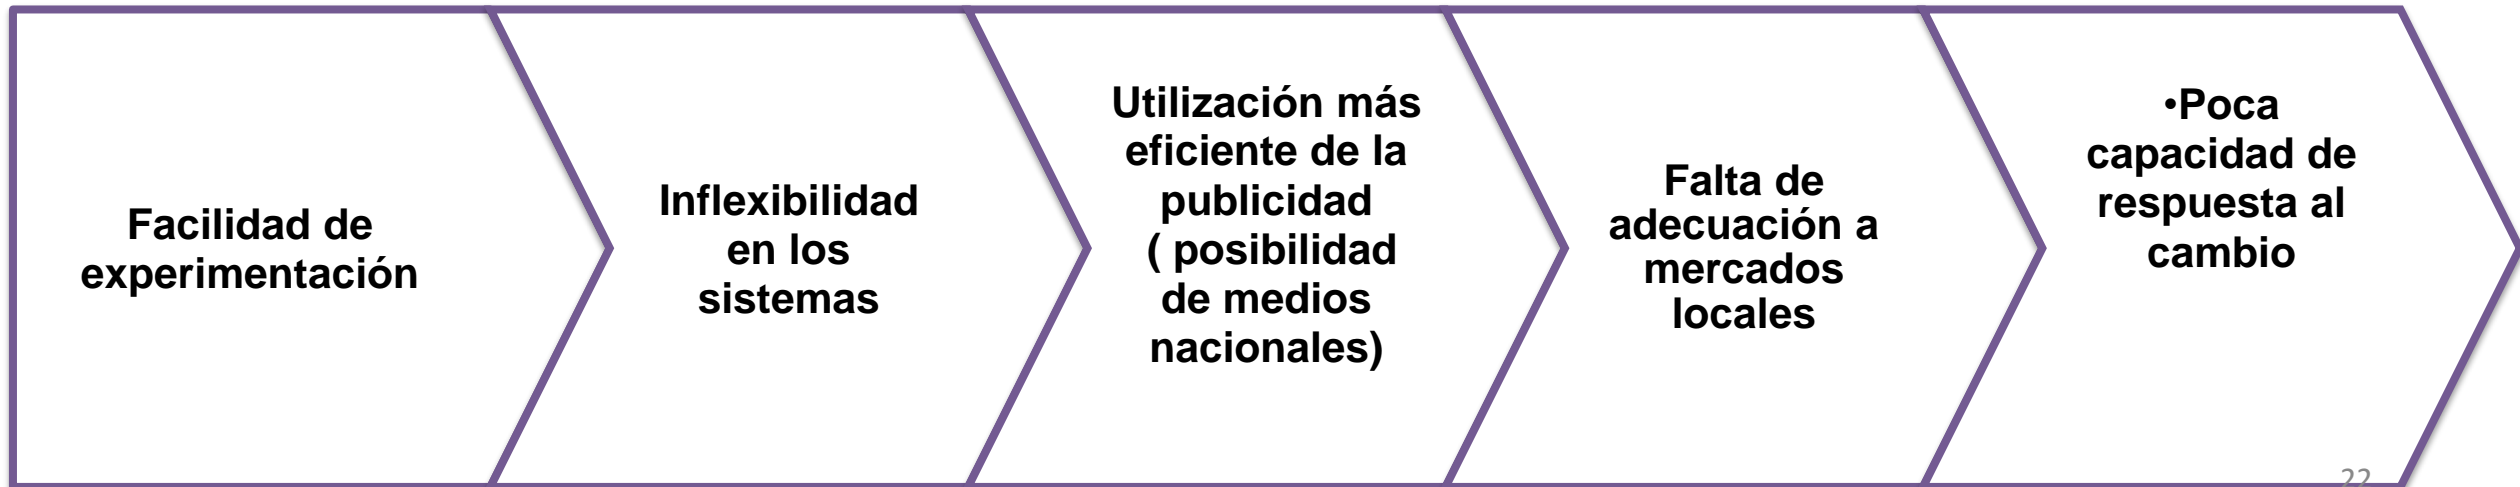 Facilidad de
experimentación
Inflexibilidad
en los
sistemas
Utilización más
eficiente de la
publicidad
( posibilidad
de medios
nacionales)
Falta de
adecuación a
mercados
locales
•Poca
capacidad de
respuesta al
cambio
22